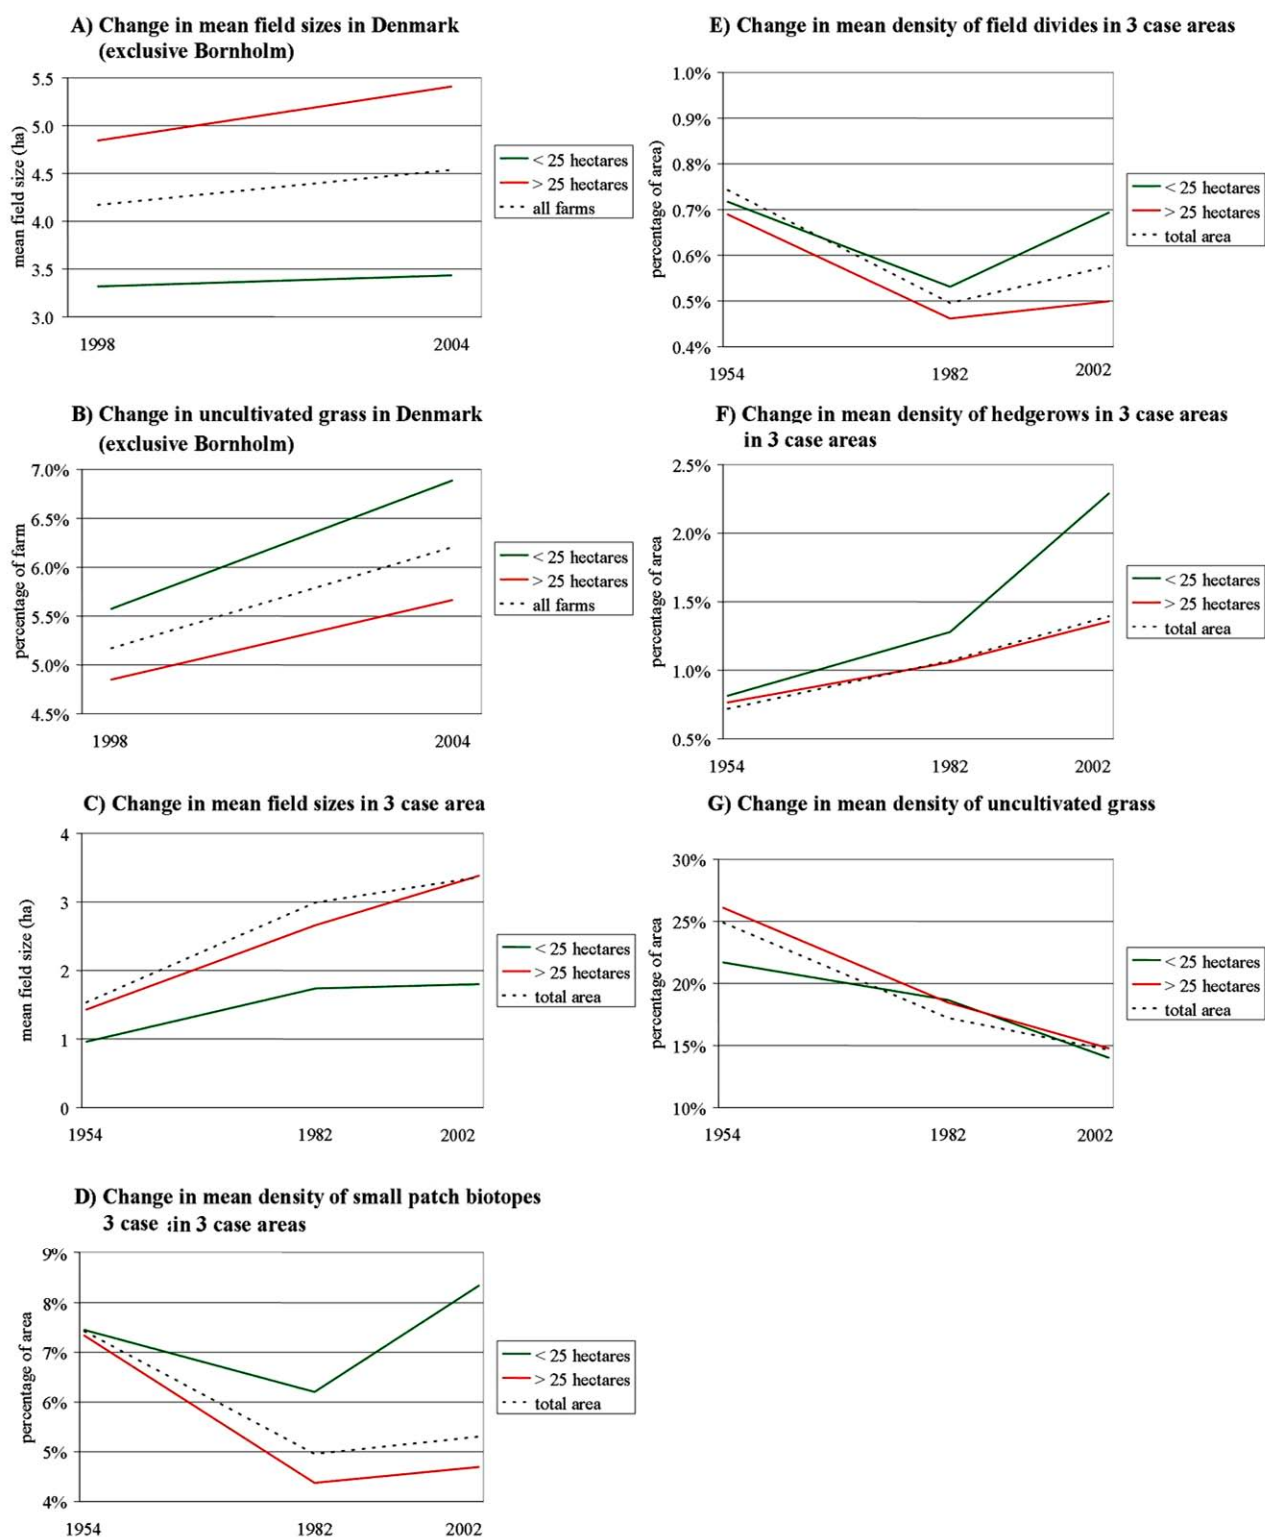 A) Change in mean field sizes in Denmark
(exclusive Bornholm)
5.5
5.0
4.5
4.0
3.5
3.0
mean field size (ha)
1998
2004
< 25 hectares
> 25 hectares
all farms
B) Change in uncultivated grass in Denmark
(exclusive Bornholm)
7.0%
6.5%
6.0%
5.5%
5.0%
4.5%
percentage of farm
1998
2004
< 25 hectares
> 25 hectares
all farms
C) Change in mean field sizes in 3 case area
4
3
2
1
0
mean field size (ha)
1954
1982
2002
< 25 hectares
> 25 hectares
total area
D) Change in mean density of small patch biotopes
3 case in 3 case areas
9%
8%
7%
6%
5%
4%
percentage of area
1954
1982
2002
< 25 hectares
> 25 hectares
total area
E) Change in mean density of field divides in 3 case areas
1.0%
0.9%
0.8%
0.7%
0.6%
0.5%
0.4%
percentage of area)
1954
1982
2002
< 25 hectares
> 25 hectares
total area
F) Change in mean density of hedgerows in 3 case areas
in 3 case areas
2.5%
2.0%
1.5%
1.0%
0.5%
percentage of area
1954
1982
2002
< 25 hectares
> 25 hectares
total area
G) Change in mean density of uncultivated grass
30%
25%
20%
15%
10%
percentage of area
1954
1982
2002
< 25 hectares
> 25 hectares
total area